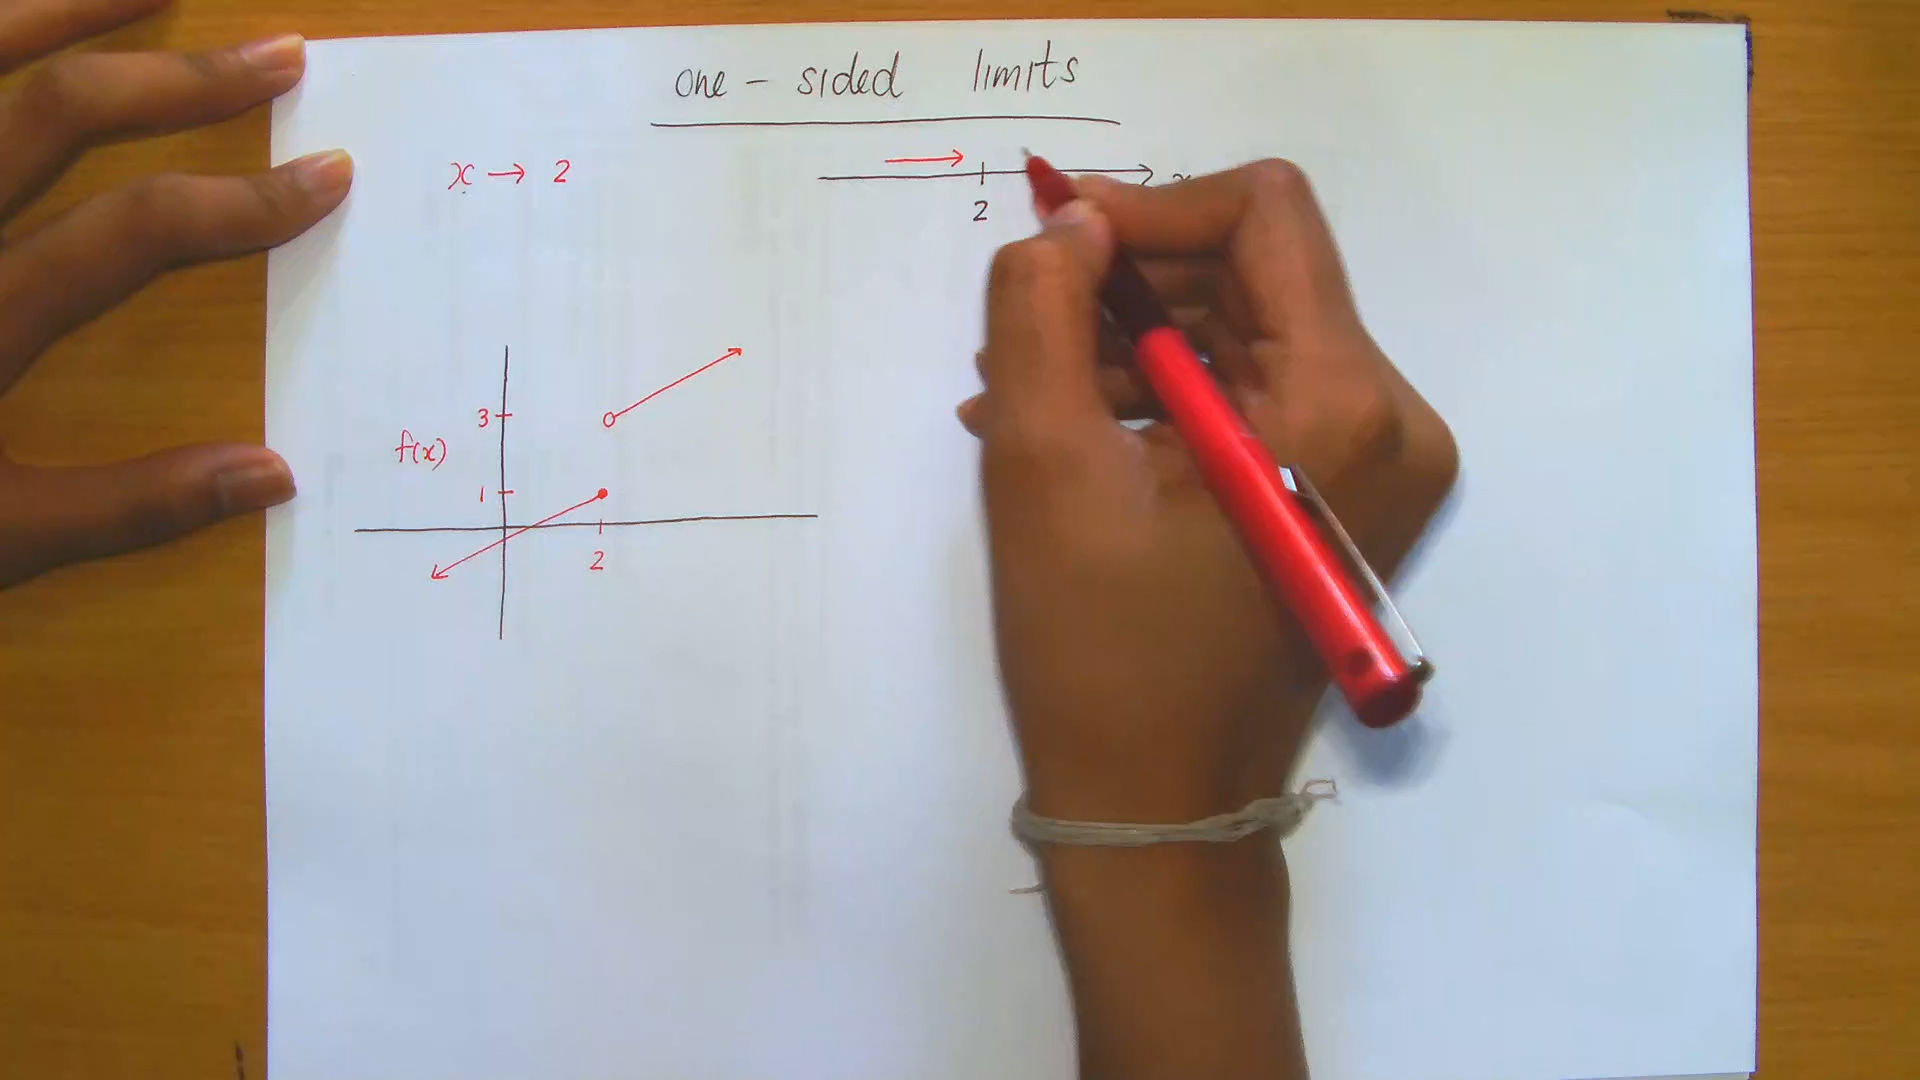 one - sided limits
x → 2
2
x
3
f(x)
1
2